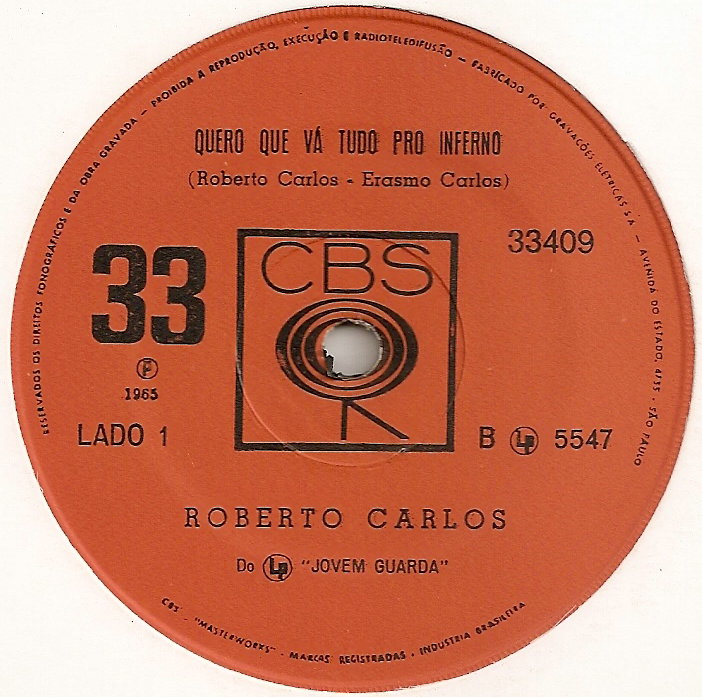 RESERVADOS OS DIREITOS FONOGRÁFICOS E DA OBRA GRAVADA - PROIBIDA A REPRODUÇÃO, EXECUÇÃO E RADIOTELEDIFUSÃO - FABRICADO POR GRAVAÇÕES ELÉTRICAS S/A - AVENIDA DO ESTADO, 4755 - SÃO PAULO
QUERO QUE VÁ TUDO PRO INFERNO
(Roberto Carlos - Erasmo Carlos)
33
CBS
33409
Ⓟ
1965
LADO 1
B LP 5547
ROBERTO CARLOS
Do LP "JOVEM GUARDA"
CBS - "MASTERWORKS" - MARCAS REGISTRADAS - INDUSTRIA BRASILEIRA